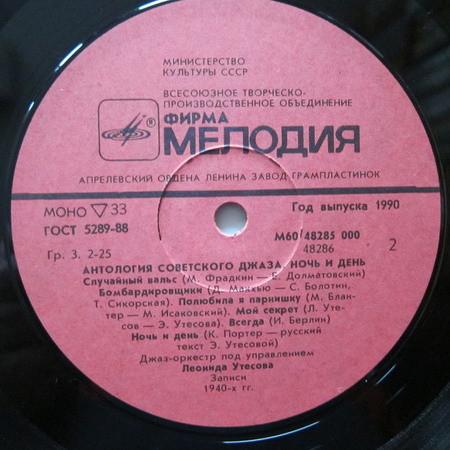 МИНИСТЕРСТВО
КУЛЬТУРЫ СССР
ВСЕСОЮЗНОЕ ТВОРЧЕСКО-
ПРОИЗВОДСТВЕННОЕ ОБЪЕДИНЕНИЕ
ФИРМА
МЕЛОДИЯ
АПРЕЛЕВСКИЙ ОРДЕНА ЛЕНИНА ЗАВОД ГРАМПЛАСТИНОК
МОНО ▽ 33
Год выпуска 1990
ГОСТ 5289-88
М60 48285 000
Гр. 3. 2-25
48286
2
АНТОЛОГИЯ СОВЕТСКОГО ДЖАЗА. НОЧЬ И ДЕНЬ
Случайный вальс (М. Фрадкин — Е. Долматовский)
Бомбардировщики (Д. Макхью — С. Болотин,
Т. Сикорская). Полюбила я парнишку (М. Блан-
тер — М. Исаковский). Мой секрет (Л. Уте-
сов — Э. Утесова). Всегда (И. Берлин)
Ночь и день (К. Портер — русский
текст Э. Утесовой)
Джаз-оркестр под управлением
Леонида Утесова
Записи
1940-х гг.